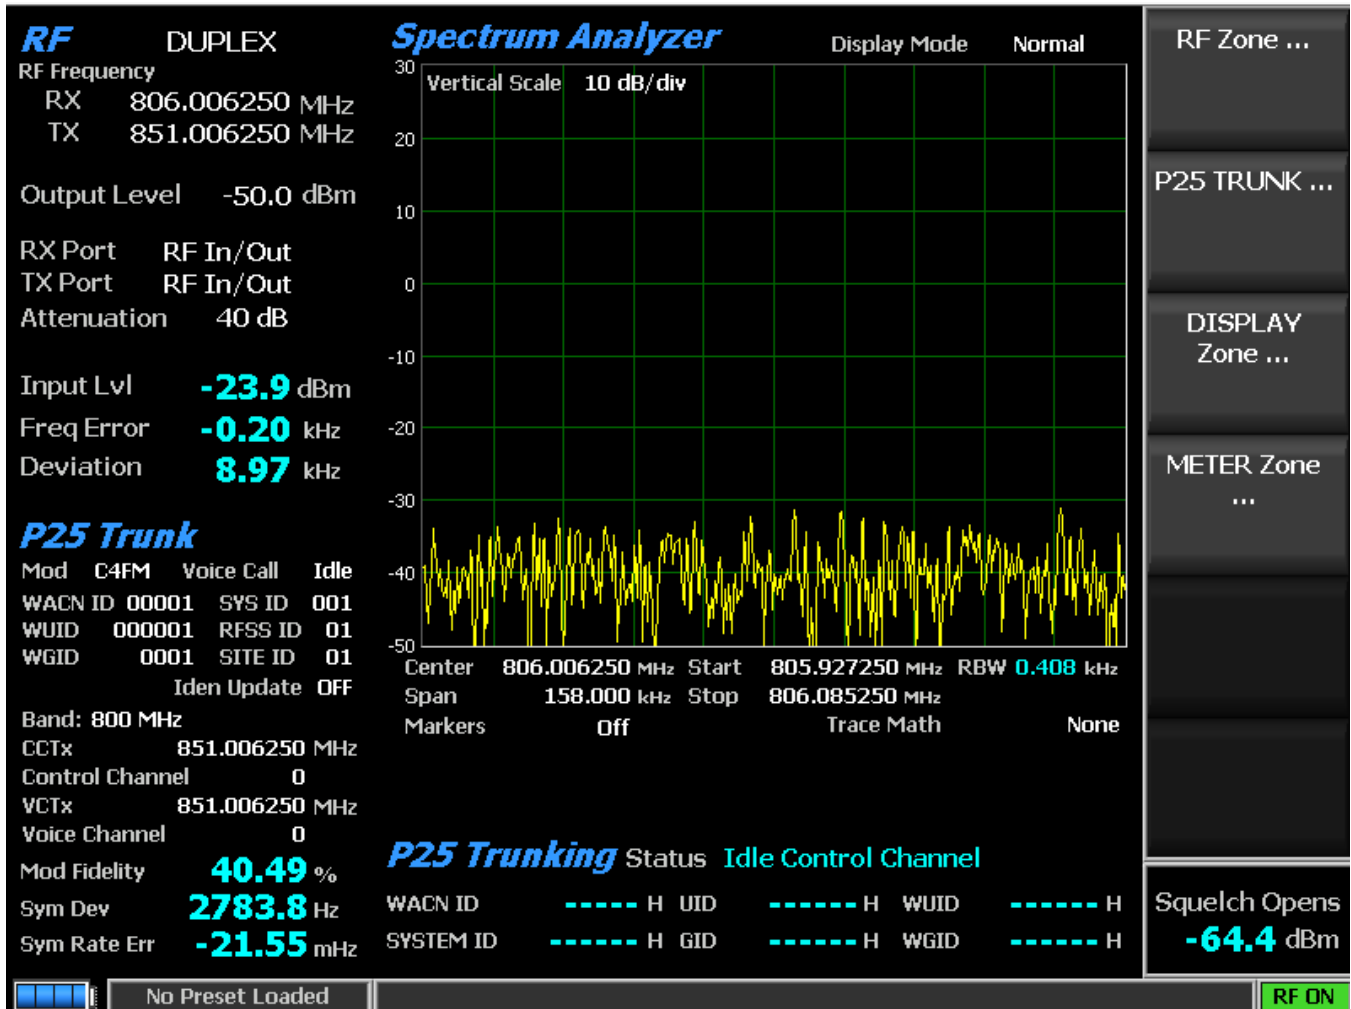 RF DUPLEX
RF Frequency
RX 806.006250 MHz
TX 851.006250 MHz
Output Level -50.0 dBm
RX Port RF In/Out
TX Port RF In/Out
Attenuation 40 dB
Input Lvl -23.9 dBm
Freq Error -0.20 kHz
Deviation 8.97 kHz
P25 Trunk
Mod C4FM Voice Call Idle
WACN ID 00001 SYS ID 001
WUID 000001 RFSS ID 01
WGID 0001 SITE ID 01
Iden Update OFF
Band: 800 MHz
CCTx 851.006250 MHz
Control Channel 0
VCTx 851.006250 MHz
Voice Channel 0
Mod Fidelity 40.49 %
Sym Dev 2783.8 Hz
Sym Rate Err -21.55 mHz
Spectrum Analyzer Display Mode Normal
Vertical Scale 10 dB/div
30
20
10
0
-10
-20
-30
-40
-50
Center 806.006250 MHz Start 805.927250 MHz RBW 0.408 kHz
Span 158.000 kHz Stop 806.085250 MHz
Markers Off Trace Math None
P25 Trunking Status Idle Control Channel
WACN ID ----- H UID ------ H WUID ------ H
SYSTEM ID ------ H GID ------ H WGID ------ H
RF Zone ...
P25 TRUNK ...
DISPLAY
Zone ...
METER Zone
...
Squelch Opens
-64.4 dBm
No Preset Loaded
RF ON